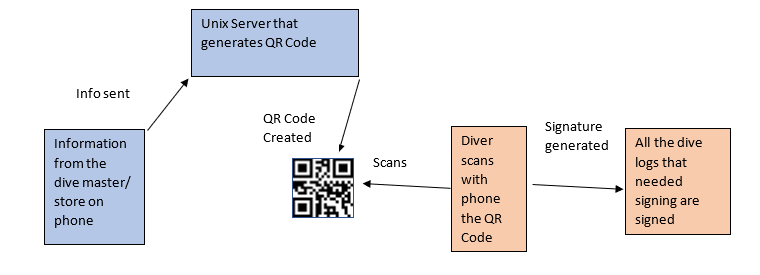 Unix Server that
generates QR Code
Info sent
Information
from the
dive master/
store on
phone
QR Code
Created
Scans
Diver
scans
with
phone
the QR
Code
Signature
generated
All the dive
logs that
needed
signing are
signed